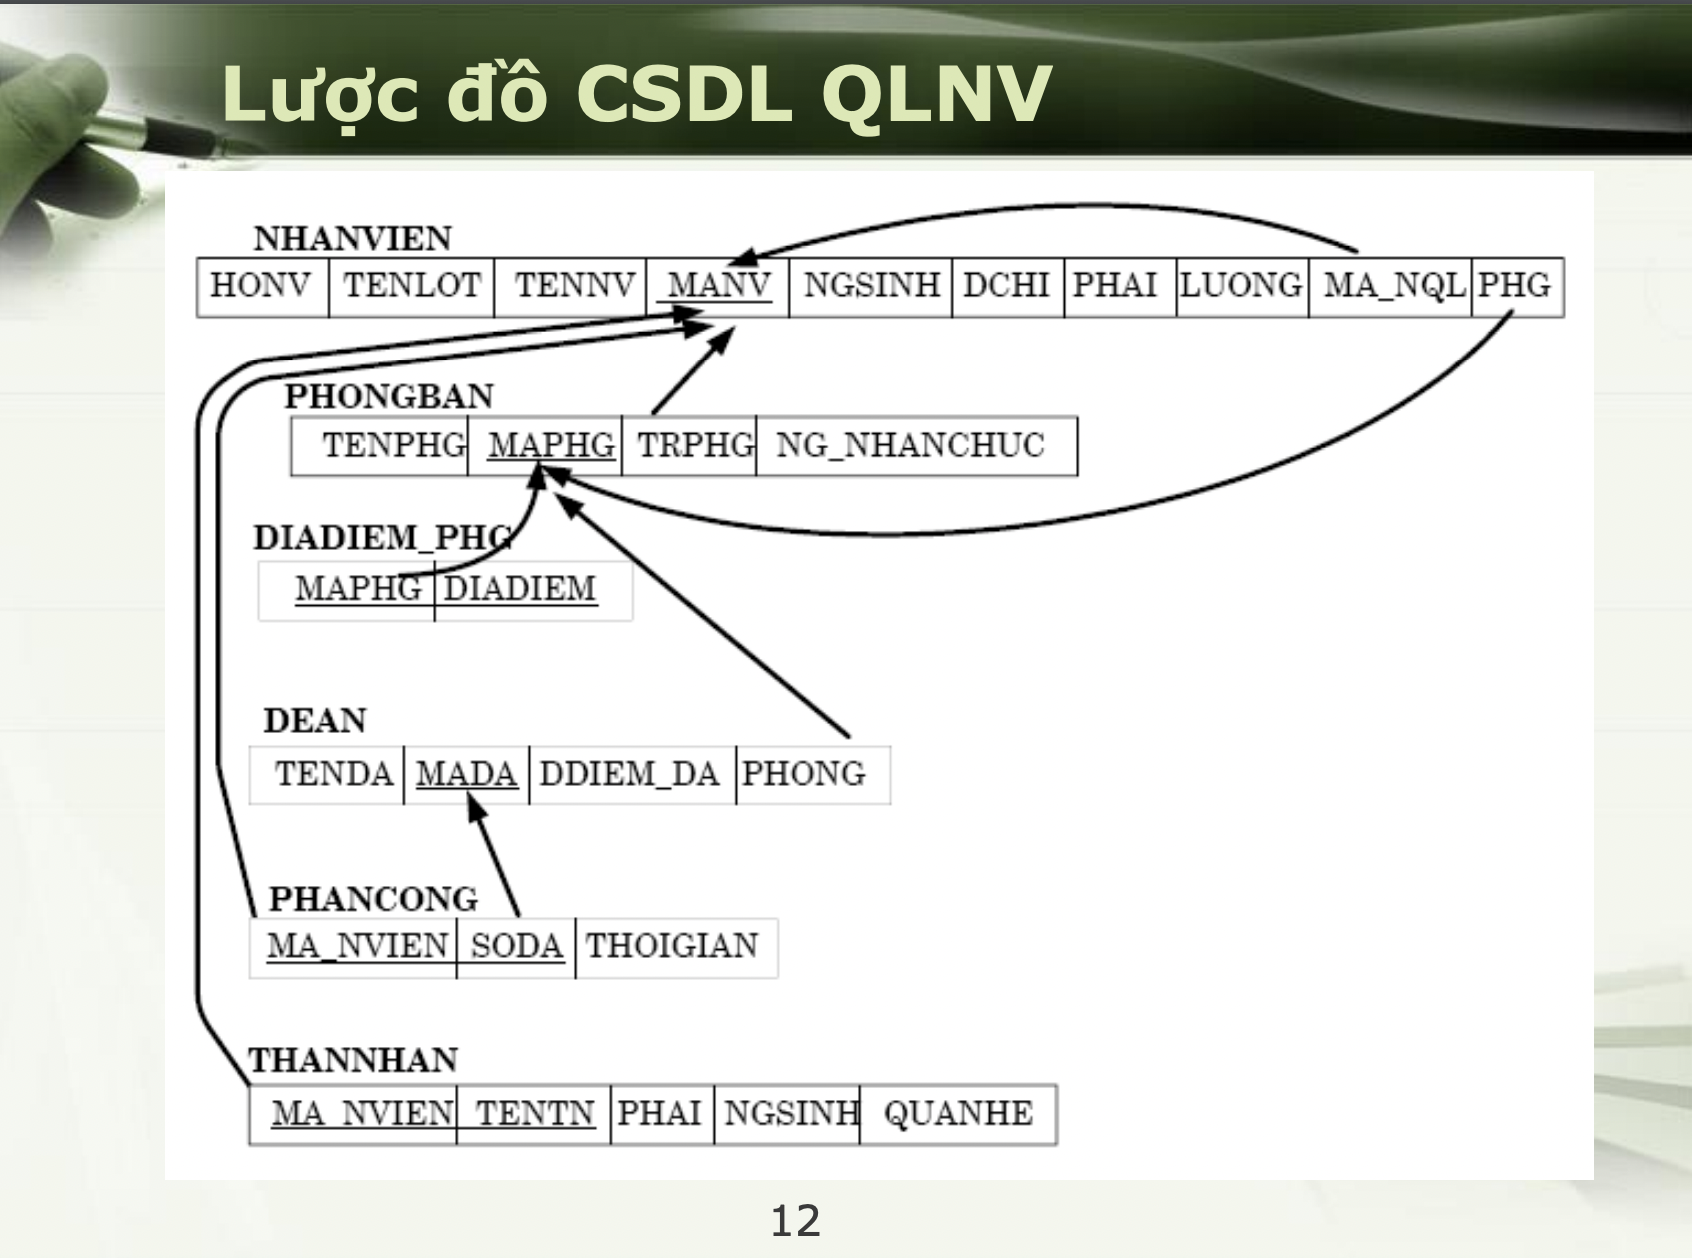 Lược đồ CSDL QLNV
NHANVIEN
HONV TENLOT TENNV MANV NGSINH DCHI PHAI LUONG MA_NQL PHG
PHONGBAN
TENPHG MAPHG TRPHG NG_NHANCHUC
DIADIEM_PHG
MAPHG DIADIEM
DEAN
TENDA MADA DDIEM_DA PHONG
PHANCONG
MA_NVIEN SODA THOIGIAN
THANNHAN
MA_NVIEN TENTN PHAI NGSINH QUANHE
12